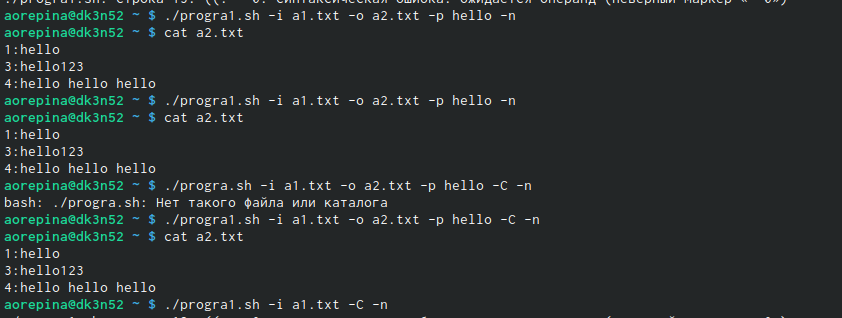 ./progra1.sh: строка 19: ((: == 0: синтаксическая ошибка: ожидается операнд (неверный маркер «== 0»)
aorepina@dk3n52 ~ $ ./progra1.sh -i a1.txt -o a2.txt -p hello -n
aorepina@dk3n52 ~ $ cat a2.txt
1:hello
3:hello123
4:hello hello hello
aorepina@dk3n52 ~ $ ./progra1.sh -i a1.txt -o a2.txt -p hello -n
aorepina@dk3n52 ~ $ cat a2.txt
1:hello
3:hello123
4:hello hello hello
aorepina@dk3n52 ~ $ ./progra.sh -i a1.txt -o a2.txt -p hello -C -n
bash: ./progra.sh: Нет такого файла или каталога
aorepina@dk3n52 ~ $ ./progra1.sh -i a1.txt -o a2.txt -p hello -C -n
aorepina@dk3n52 ~ $ cat a2.txt
1:hello
3:hello123
4:hello hello hello
aorepina@dk3n52 ~ $ ./progra1.sh -i a1.txt -C -n